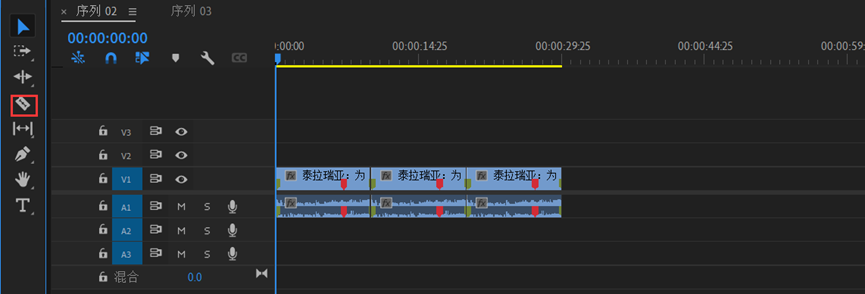 × 序列 02 ☰ 序列 03
00:00:00:00
:00:00 00:00:14:25 00:00:29:25 00:00:44:25 00:00:59:
CC
V3
V2
V1 fx 泰拉瑞亚：为 fx 泰拉瑞亚：为 fx 泰拉瑞亚：为
A1 M S fx fx fx
A2 M S
A3 M S
混合 0.0
T